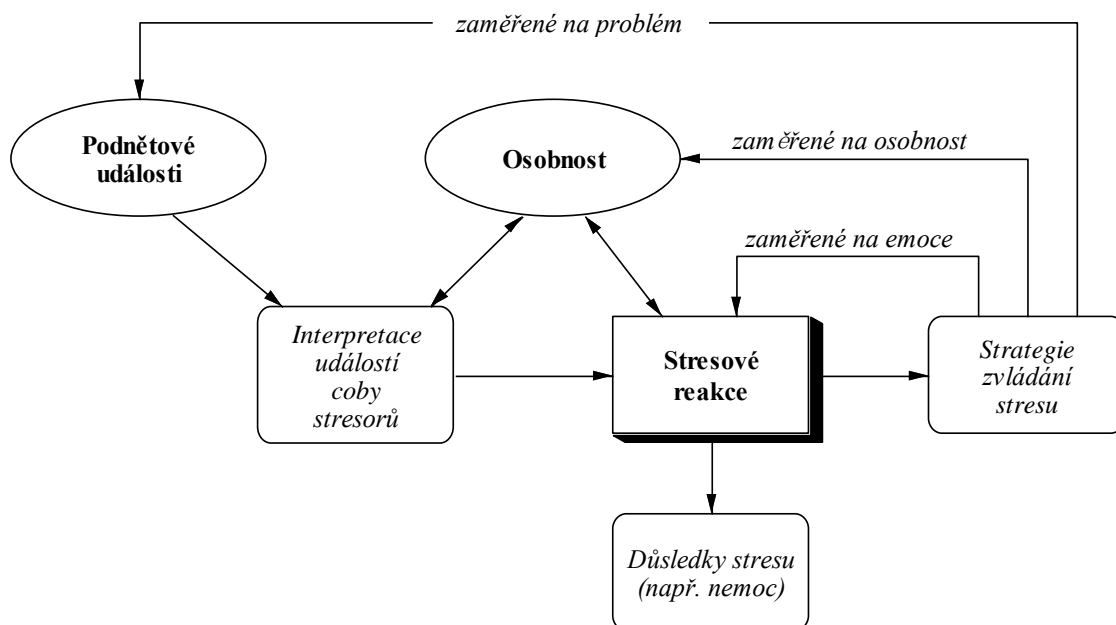 zaměřené na problém
Podnětové
události
Osobnost
zaměřené na osobnost
zaměřené na emoce
Interpretace
událostí
coby
stresorů
Stresové
reakce
Strategie
zvládání
stresu
Důsledky stresu
(např. nemoc)